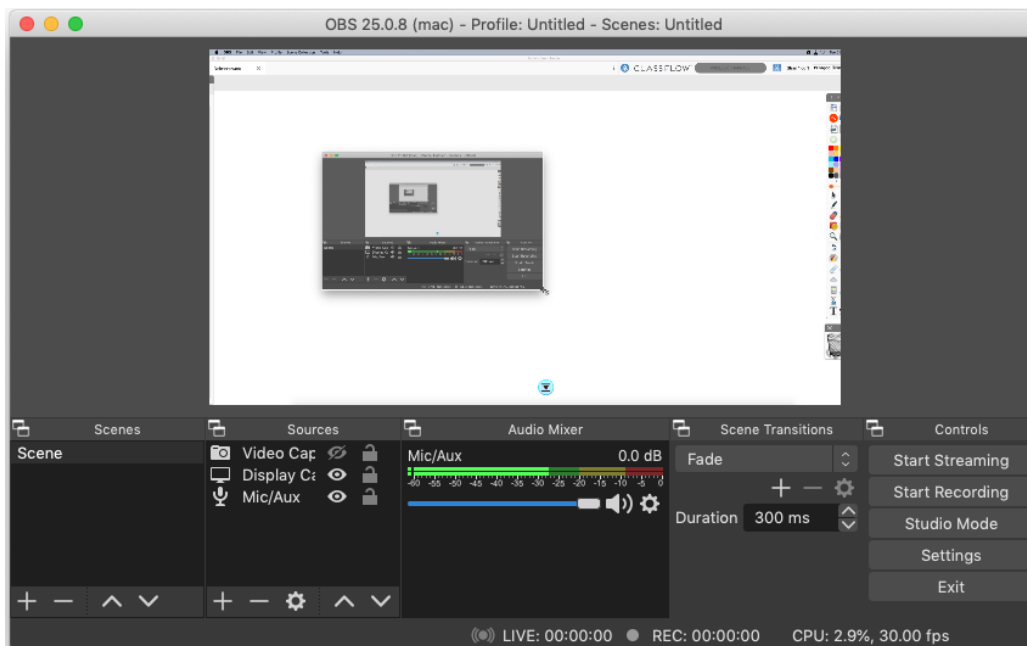 OBS 25.0.8 (mac) - Profile: Untitled - Scenes: Untitled
CLASSFLOW
Scenes
Scene
Sources
Video Cap
Display Ca
Mic/Aux
Audio Mixer
Mic/Aux 0.0 dB
-60 -55 -50 -45 -40 -35 -30 -25 -20 -15 -10 -5 0
Scene Transitions
Fade
Duration 300 ms
Controls
Start Streaming
Start Recording
Studio Mode
Settings
Exit
LIVE: 00:00:00 REC: 00:00:00 CPU: 2.9%, 30.00 fps